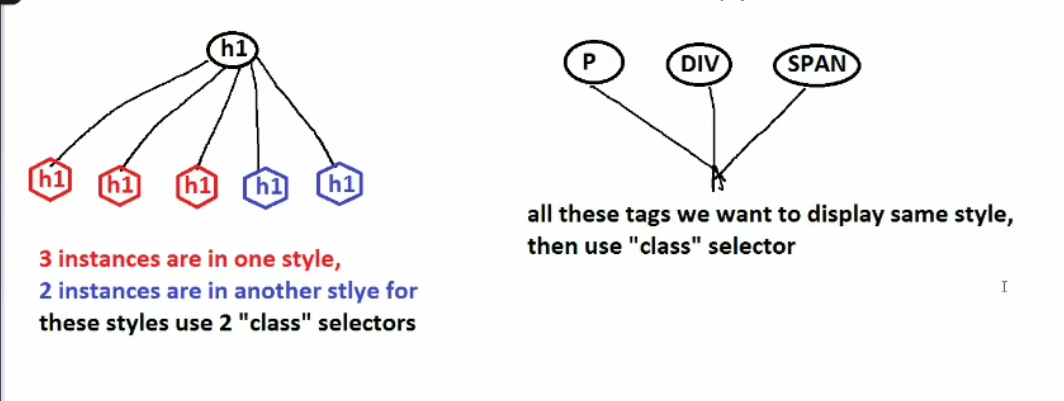 h1
h1
h1
h1
h1
h1
3 instances are in one style,
2 instances are in another stlye for
these styles use 2 "class" selectors
P
DIV
SPAN
all these tags we want to display same style,
then use "class" selector